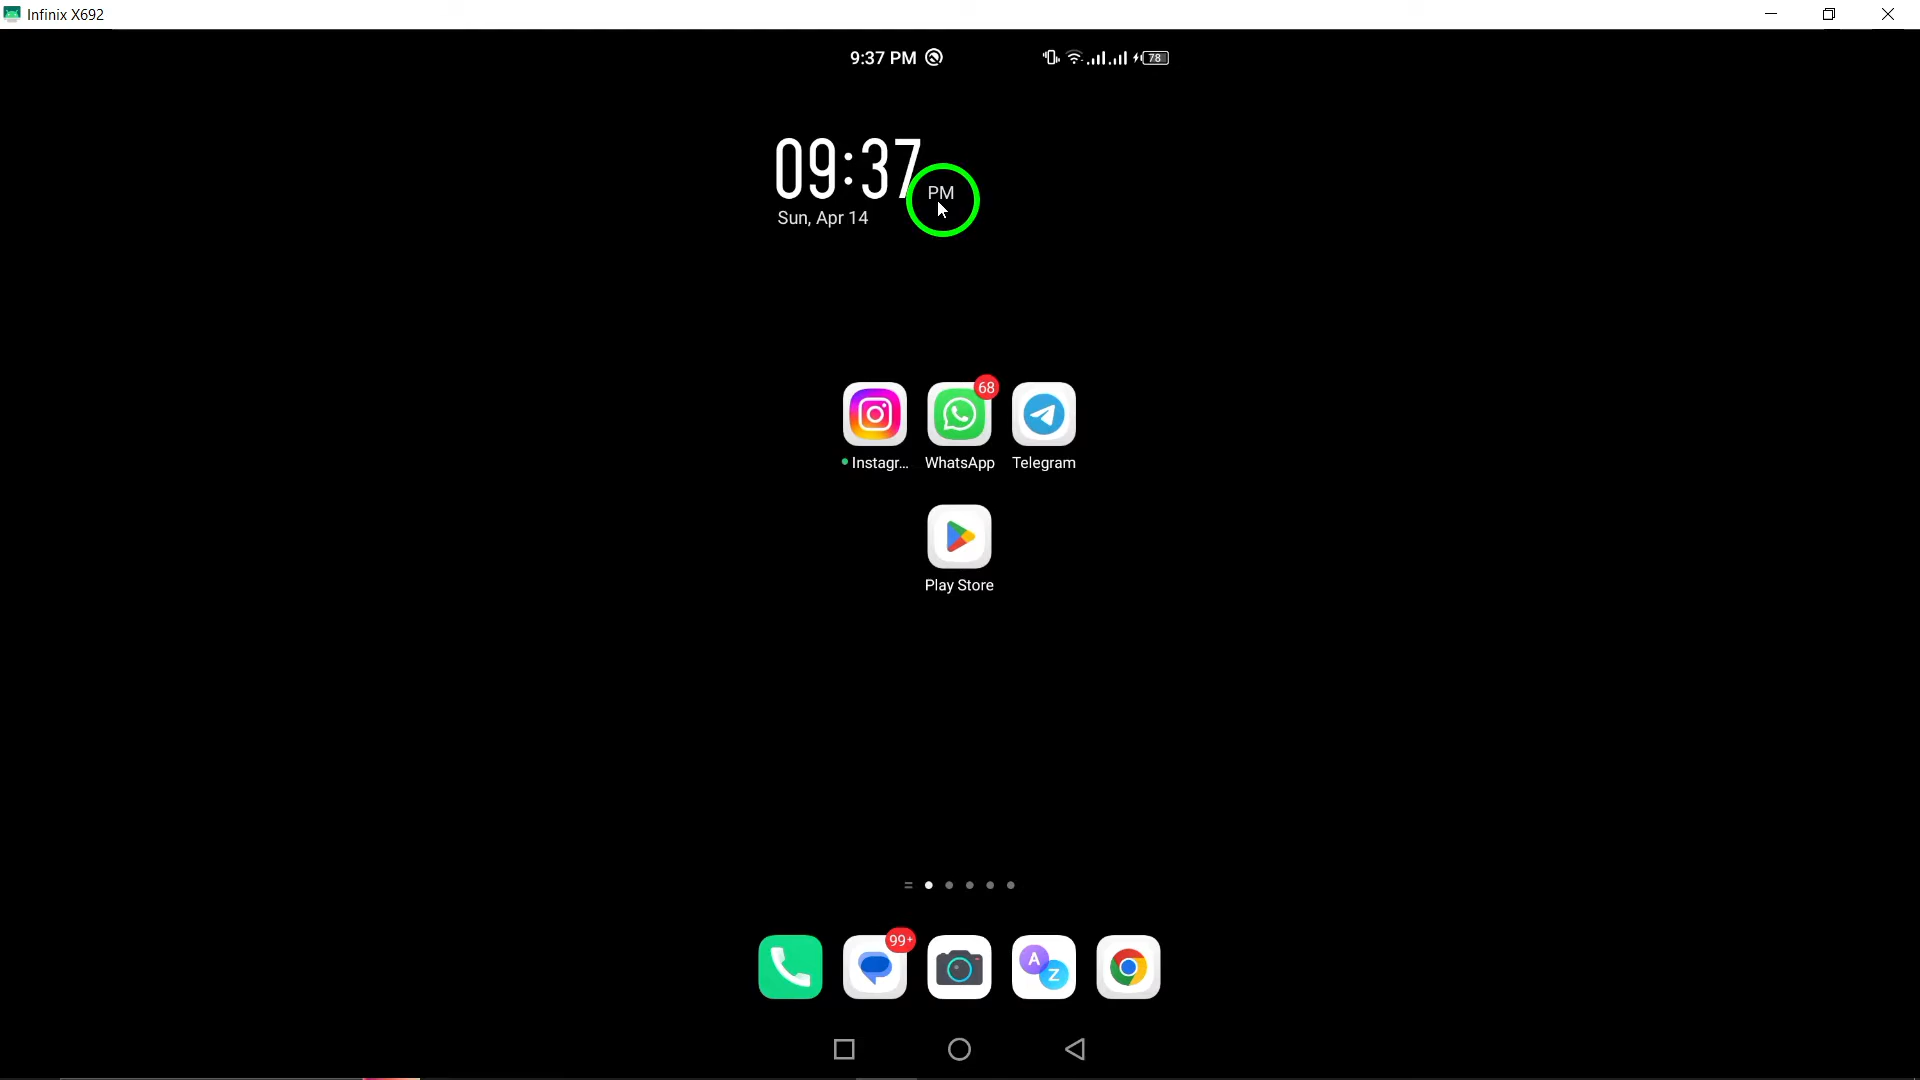 Infinix X692
9:37 PM
78
09:37
PM
Sun, Apr 14
68
Instagr...
WhatsApp
Telegram
Play Store
99+
A
Z